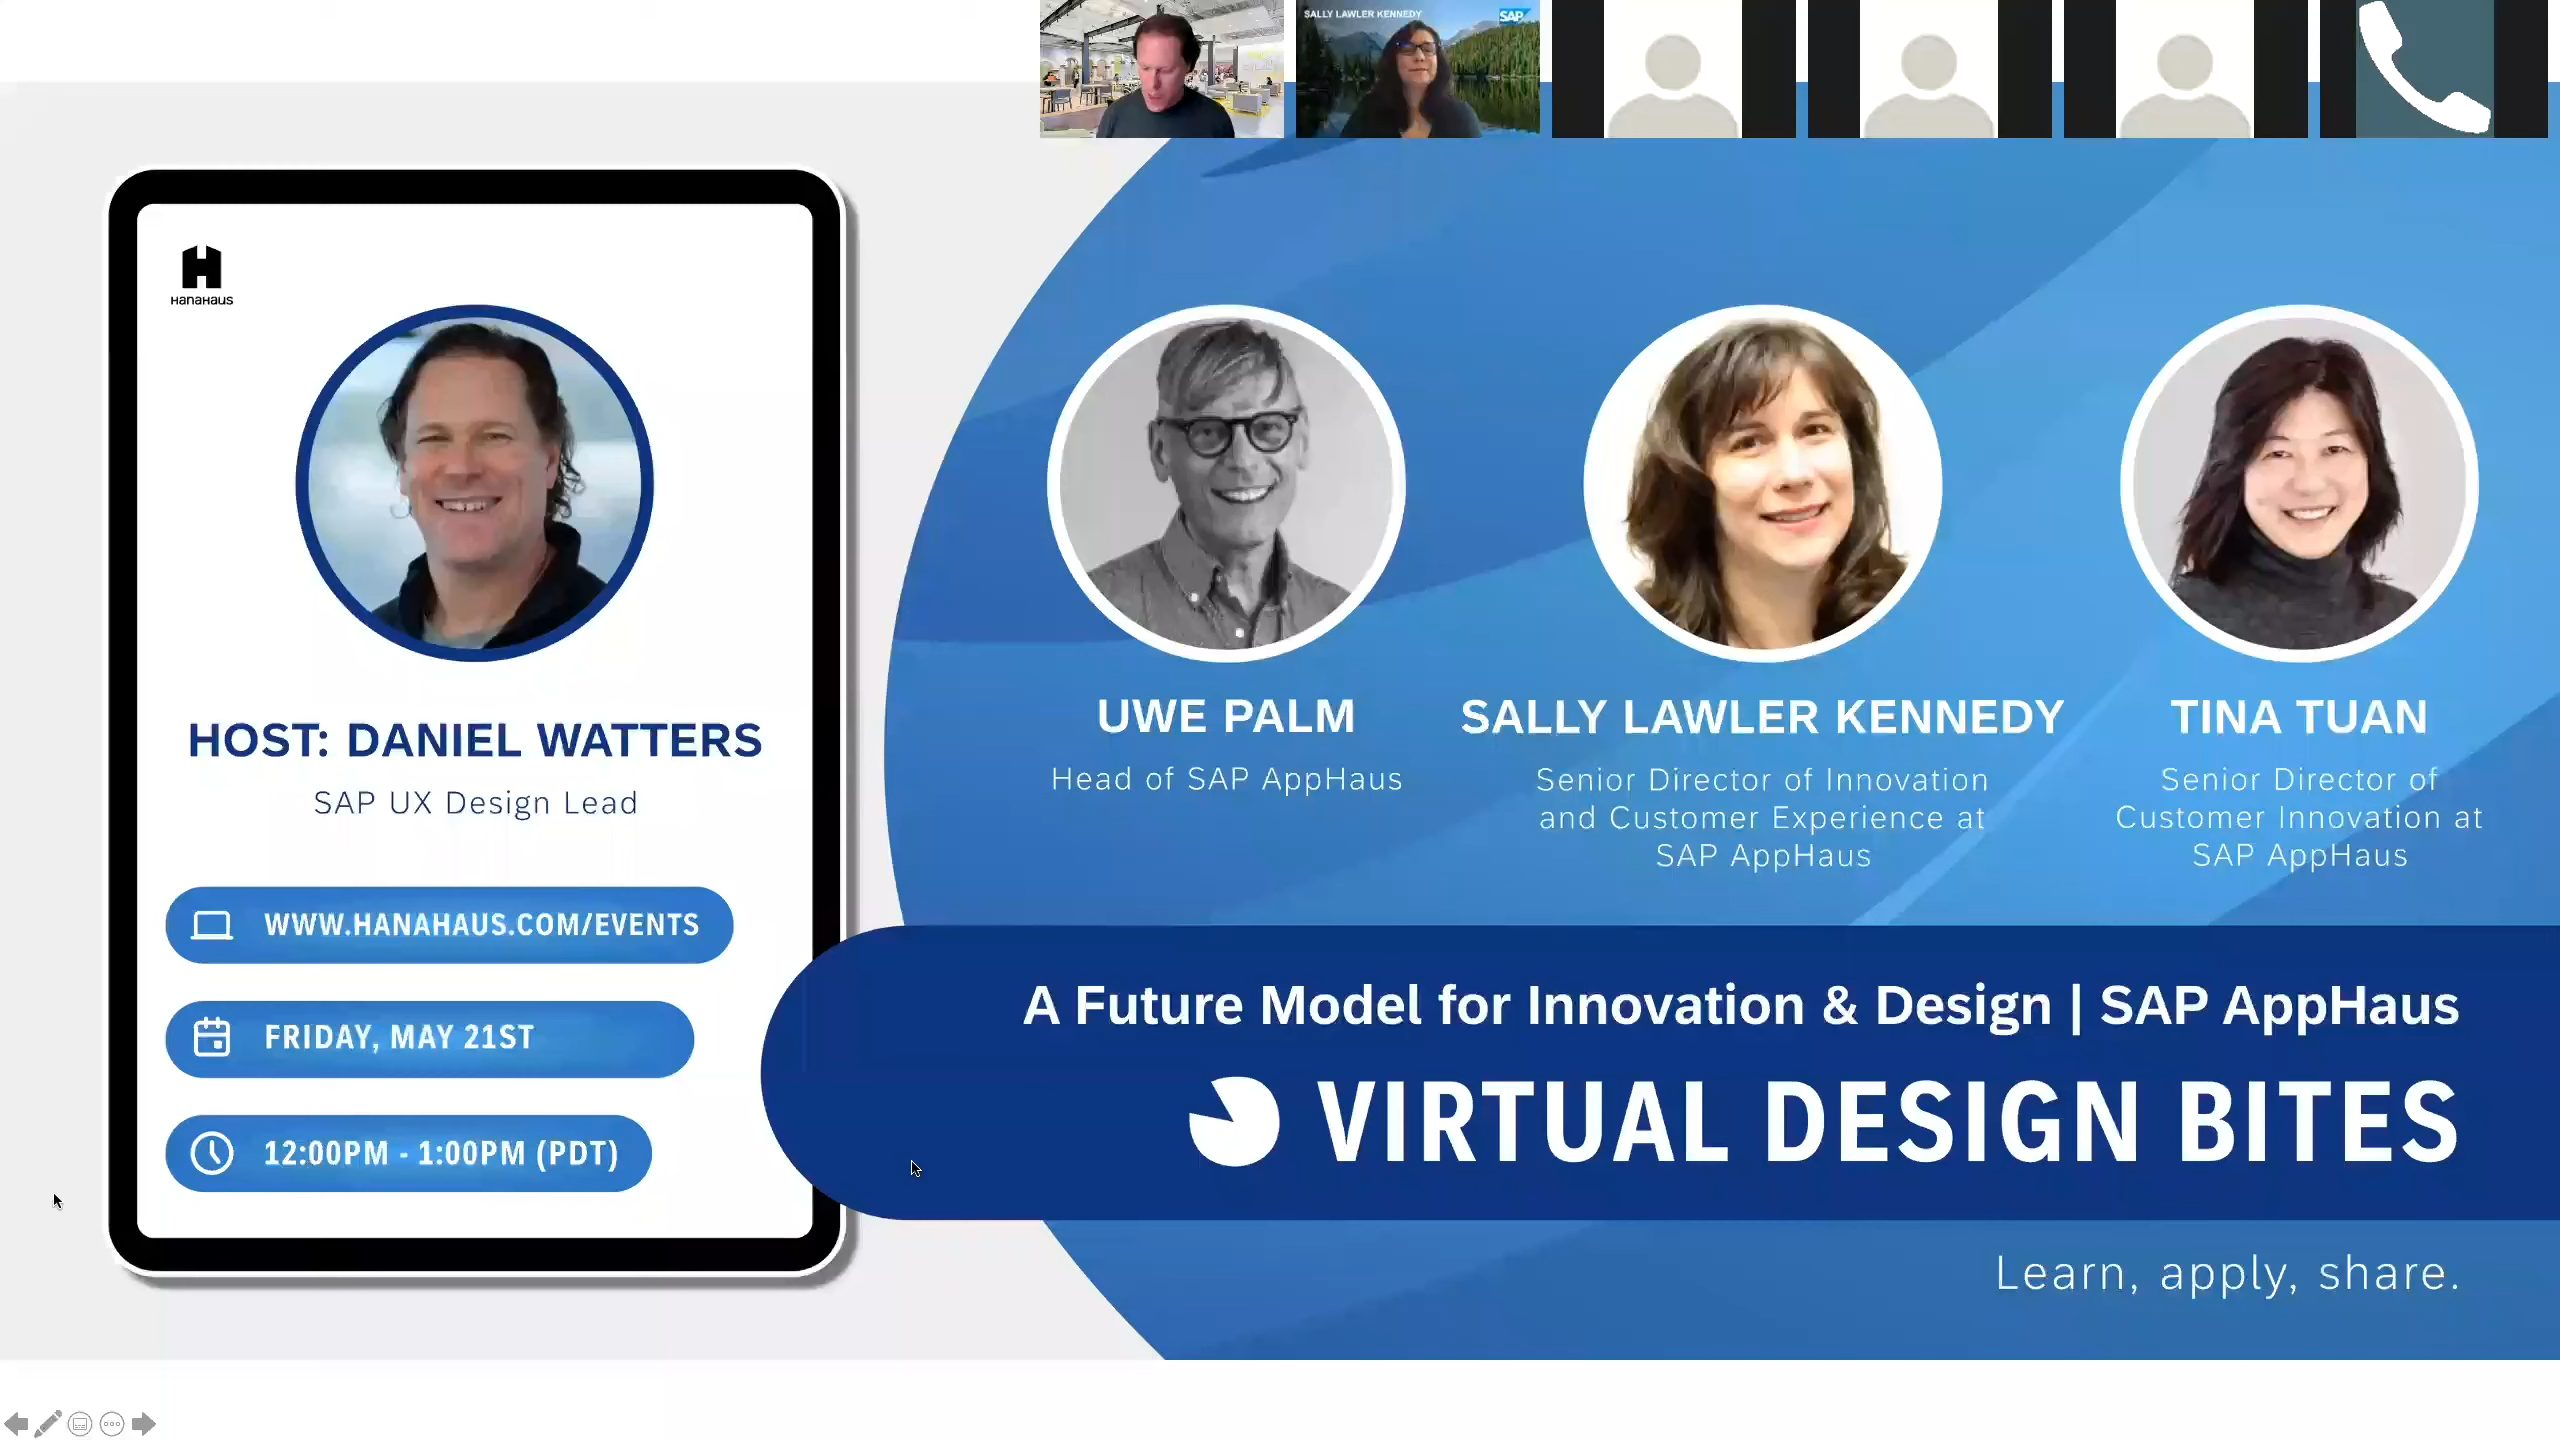 SALLY LAWLER KENNEDY
SAP
HanaHaus
HOST: DANIEL WATTERS
SAP UX Design Lead
WWW.HANAHAUS.COM/EVENTS
FRIDAY, MAY 21ST
12:00PM - 1:00PM (PDT)
UWE PALM
Head of SAP AppHaus
SALLY LAWLER KENNEDY
Senior Director of Innovation
and Customer Experience at
SAP AppHaus
TINA TUAN
Senior Director of
Customer Innovation at
SAP AppHaus
A Future Model for Innovation & Design | SAP AppHaus
VIRTUAL DESIGN BITES
Learn, apply, share.